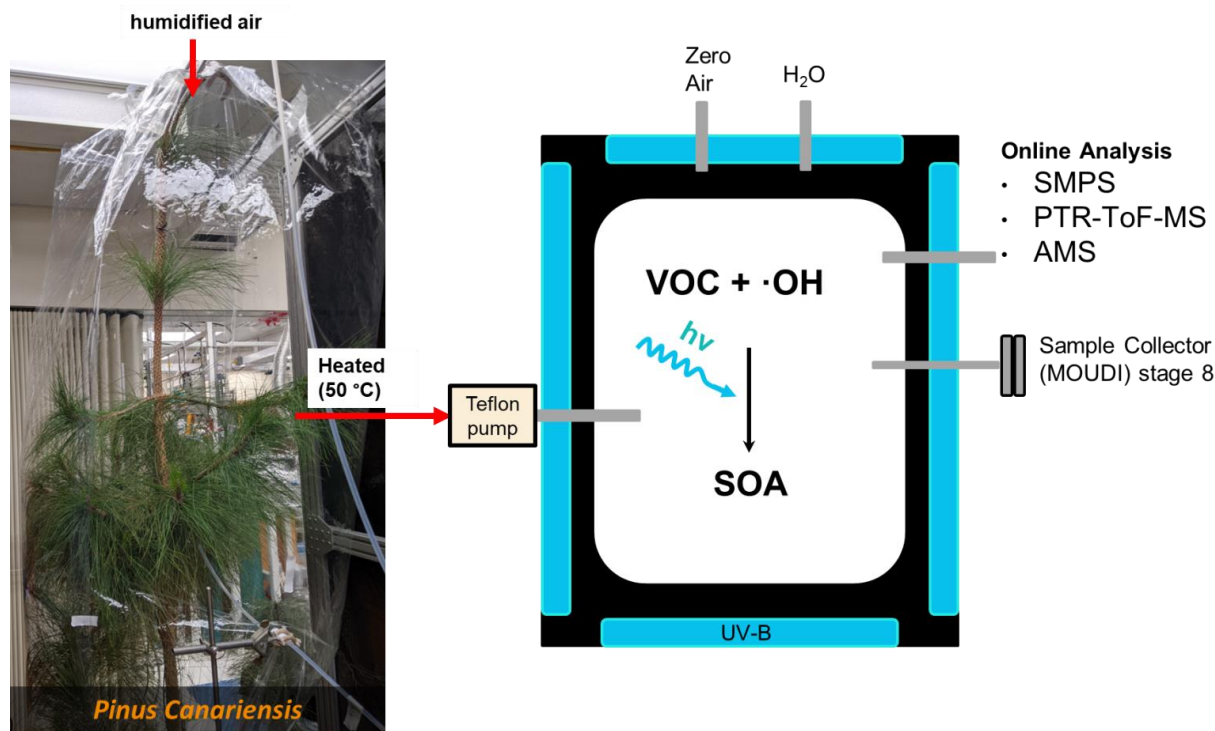 humidified air
Pinus Canariensis
Heated
(50 °C)
Teflon
pump
Zero
Air
H₂O
VOC + ·OH
hv
SOA
UV-B
Online Analysis
· SMPS
· PTR-ToF-MS
· AMS
Sample Collector
(MOUDI) stage 8